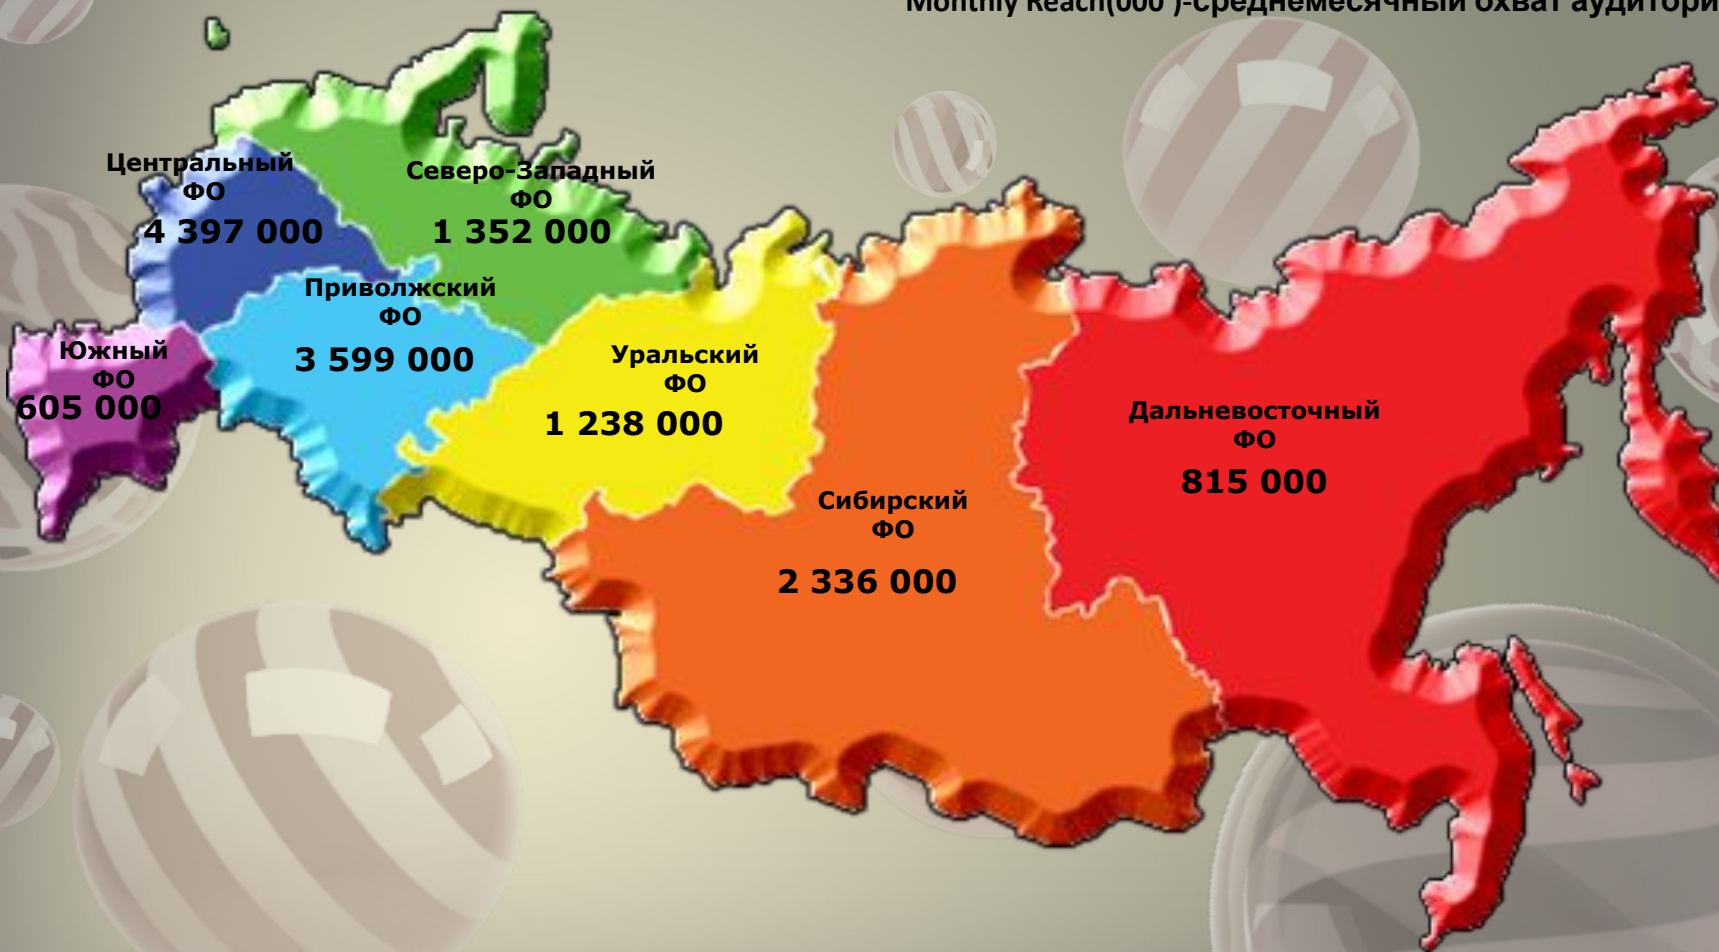 Monthly Reach(000`)-среднемесячный охват аудитори
Центральный
ФО
4 397 000
Северо-Западный
ФО
1 352 000
Приволжский
ФО
3 599 000
Южный
ФО
605 000
Уральский
ФО
1 238 000
Сибирский
ФО
2 336 000
Дальневосточный
ФО
815 000